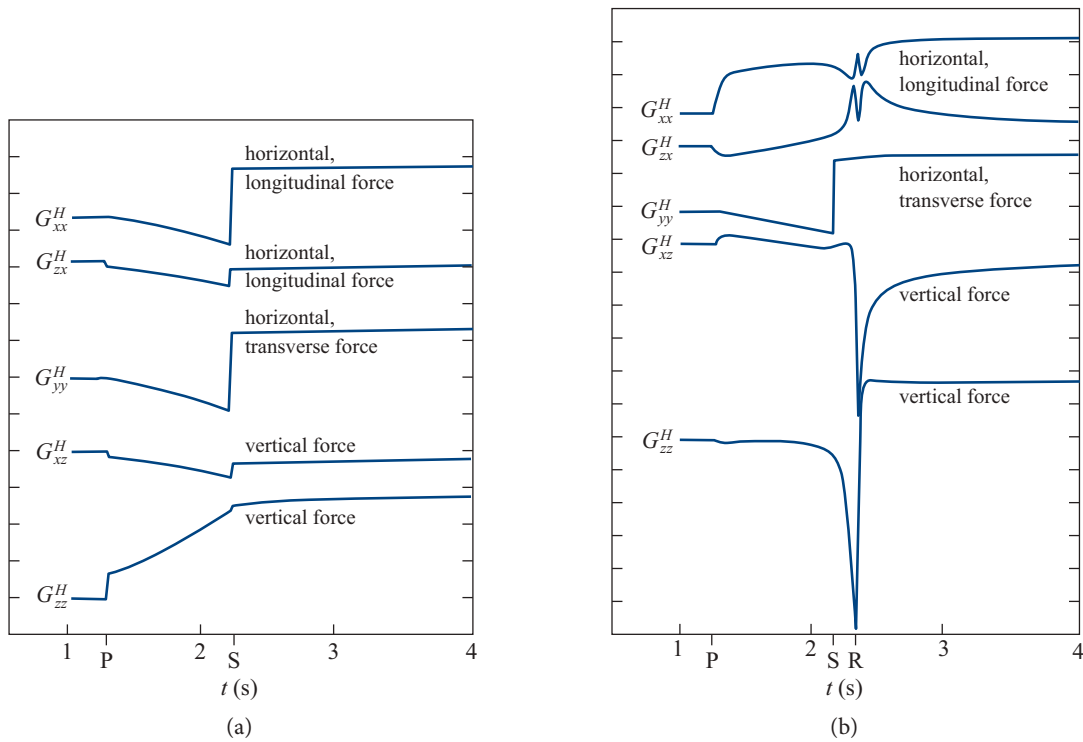 horizontal,
longitudinal force
G^H_xx
horizontal,
longitudinal force
G^H_zx
horizontal,
transverse force
G^H_yy
vertical force
G^H_xz
vertical force
G^H_zz
1 P 2 S 3 4
t (s)
(a)
horizontal,
longitudinal force
G^H_xx
G^H_zx
horizontal,
transverse force
G^H_yy
G^H_xz
vertical force
vertical force
G^H_zz
1 P 2 S R 3 4
t (s)
(b)